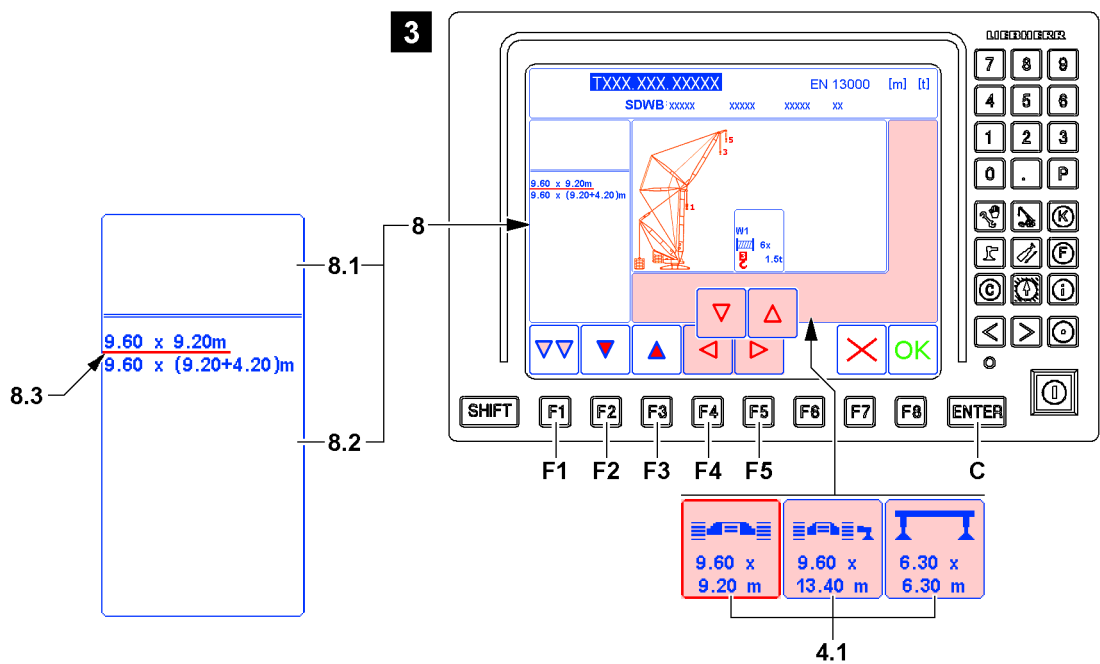 3
LIEBHERR
TXXX.XXX.XXXXX
EN 13000 [m] [t]
SDWB: xxxxx xxxxx xxxxx xx
9.60 x 9.20m
9.60 x (9.20+4.20)m
5
3
1
W1
6x
3
1.5t
OK
7 8 9
4 5 6
1 2 3
0 . P
K
F
C i
SHIFT F1 F2 F3 F4 F5 F6 F7 F8 ENTER
F1 F2 F3 F4 F5 C
8
8.1
9.60 x 9.20m
9.60 x (9.20+4.20)m
8.3
8.2
9.60 x
9.20 m
9.60 x
13.40 m
6.30 x
6.30 m
4.1